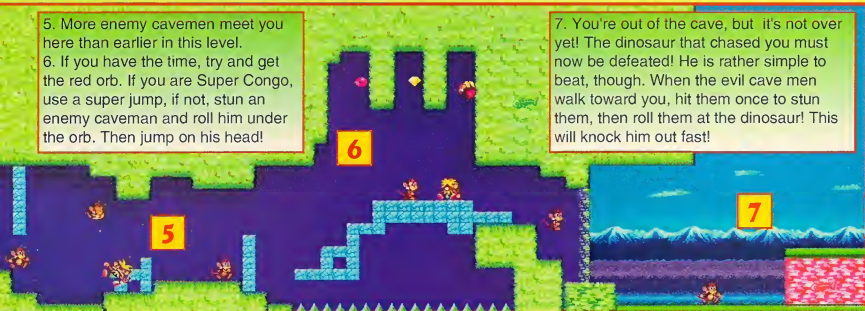 5. More enemy cavemen meet you
here than earlier in this level.
6. If you have the time, try and get
the red orb. If you are Super Congo,
use a super jump, if not, stun an
enemy caveman and roll him under
the orb. Then jump on his head!
7. You're out of the cave, but it's not over
yet! The dinosaur that chased you must
now be defeated! He is rather simple to
beat, though. When the evil cave men
walk toward you, hit them once to stun
them, then roll them at the dinosaur! This
will knock him out fast!
6
5
7